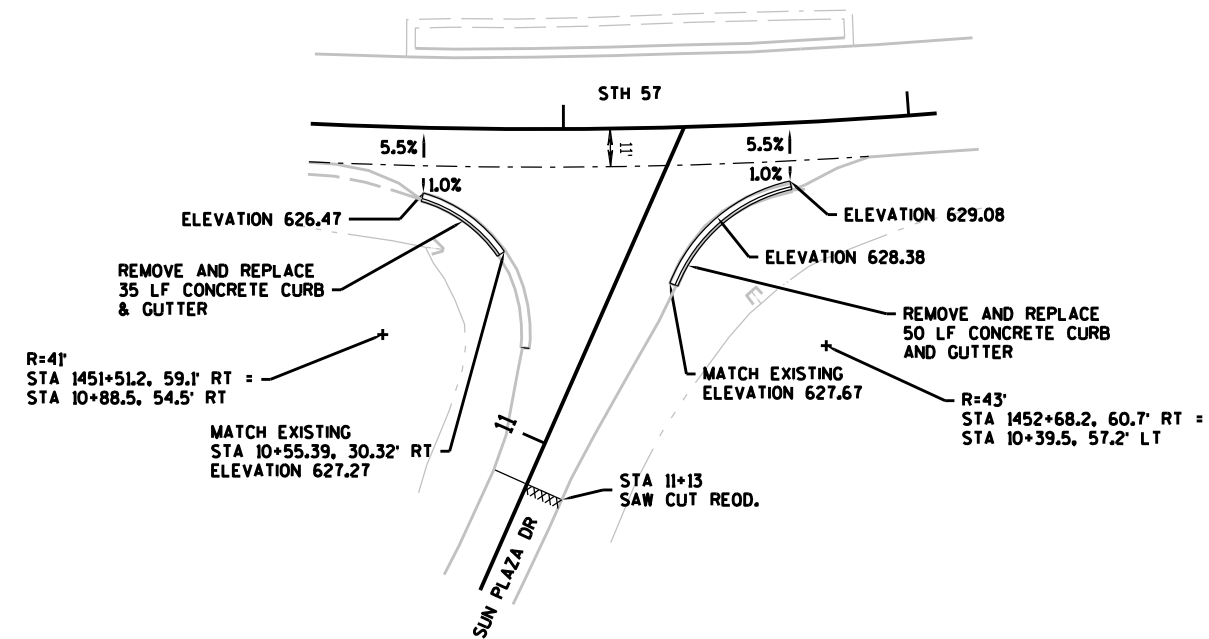 STH 57
5.5%
11'
5.5%
1.0%
1.0%
ELEVATION 626.47
ELEVATION 629.08
ELEVATION 628.38
REMOVE AND REPLACE
35 LF CONCRETE CURB
& GUTTER
E
REMOVE AND REPLACE
50 LF CONCRETE CURB
AND GUTTER
R=41'
STA 1451+51.2, 59.1' RT =
STA 10+88.5, 54.5' RT
MATCH EXISTING
ELEVATION 627.67
R=43'
STA 1452+68.2, 60.7' RT =
STA 10+39.5, 57.2' LT
MATCH EXISTING
STA 10+55.39, 30.32' RT
ELEVATION 627.27
11
STA 11+13
SAW CUT REQD.
XXXXX
SUN PLAZA DR